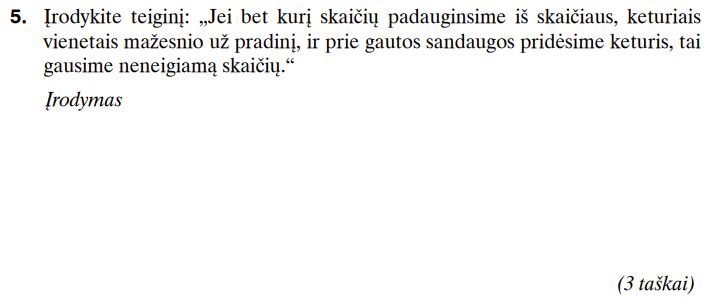 5. Įrodykite teiginį: „Jei bet kurį skaičių padauginsime iš skaičiaus, keturiais
vienetais mažesnio už pradinį, ir prie gautos sandaugos pridėsime keturis, tai
gausime neneigiamą skaičių.“
Įrodymas
(3 taškai)